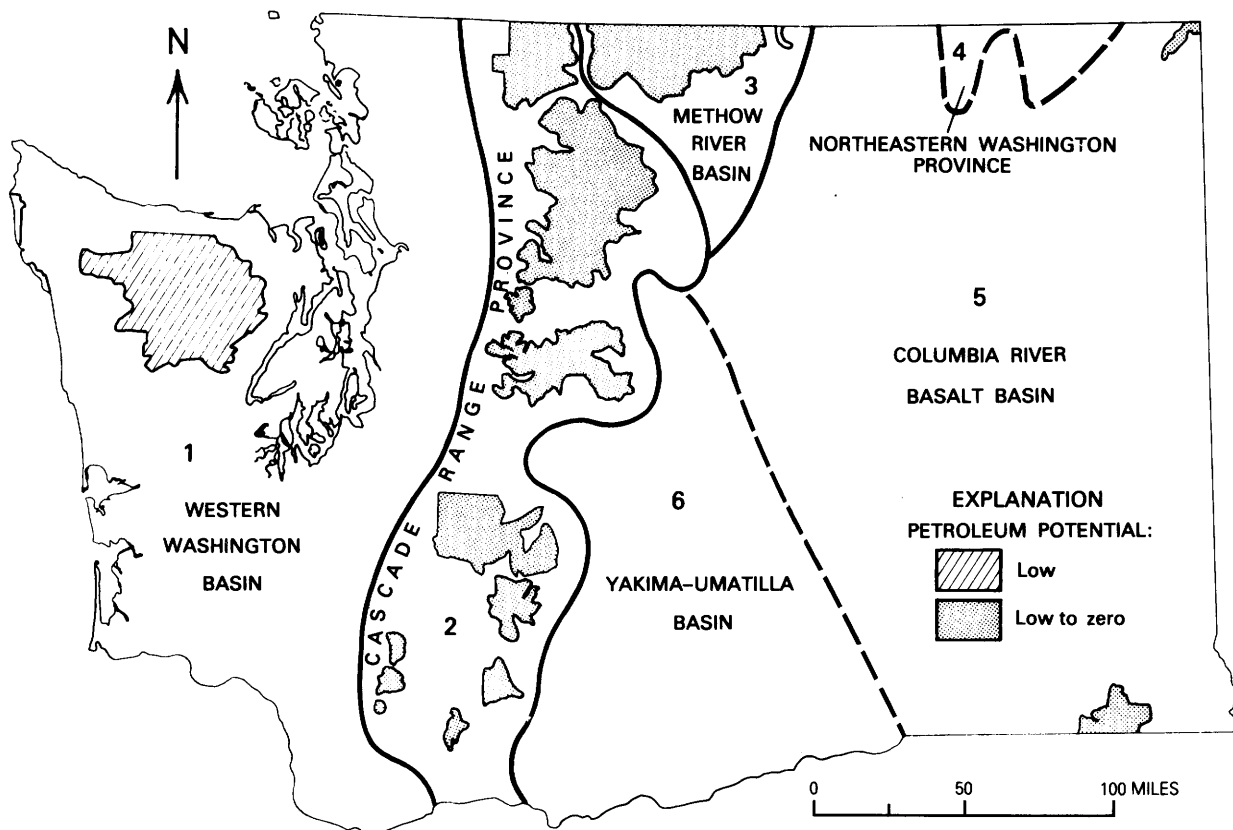 N
3
METHOW
RIVER
BASIN
4
NORTHEASTERN WASHINGTON
PROVINCE
CASCADE RANGE PROVINCE
5
COLUMBIA RIVER
BASALT BASIN
1
WESTERN
WASHINGTON
BASIN
2
6
YAKIMA–UMATILLA
BASIN
EXPLANATION
PETROLEUM POTENTIAL:
Low
Low to zero
0 50 100 MILES